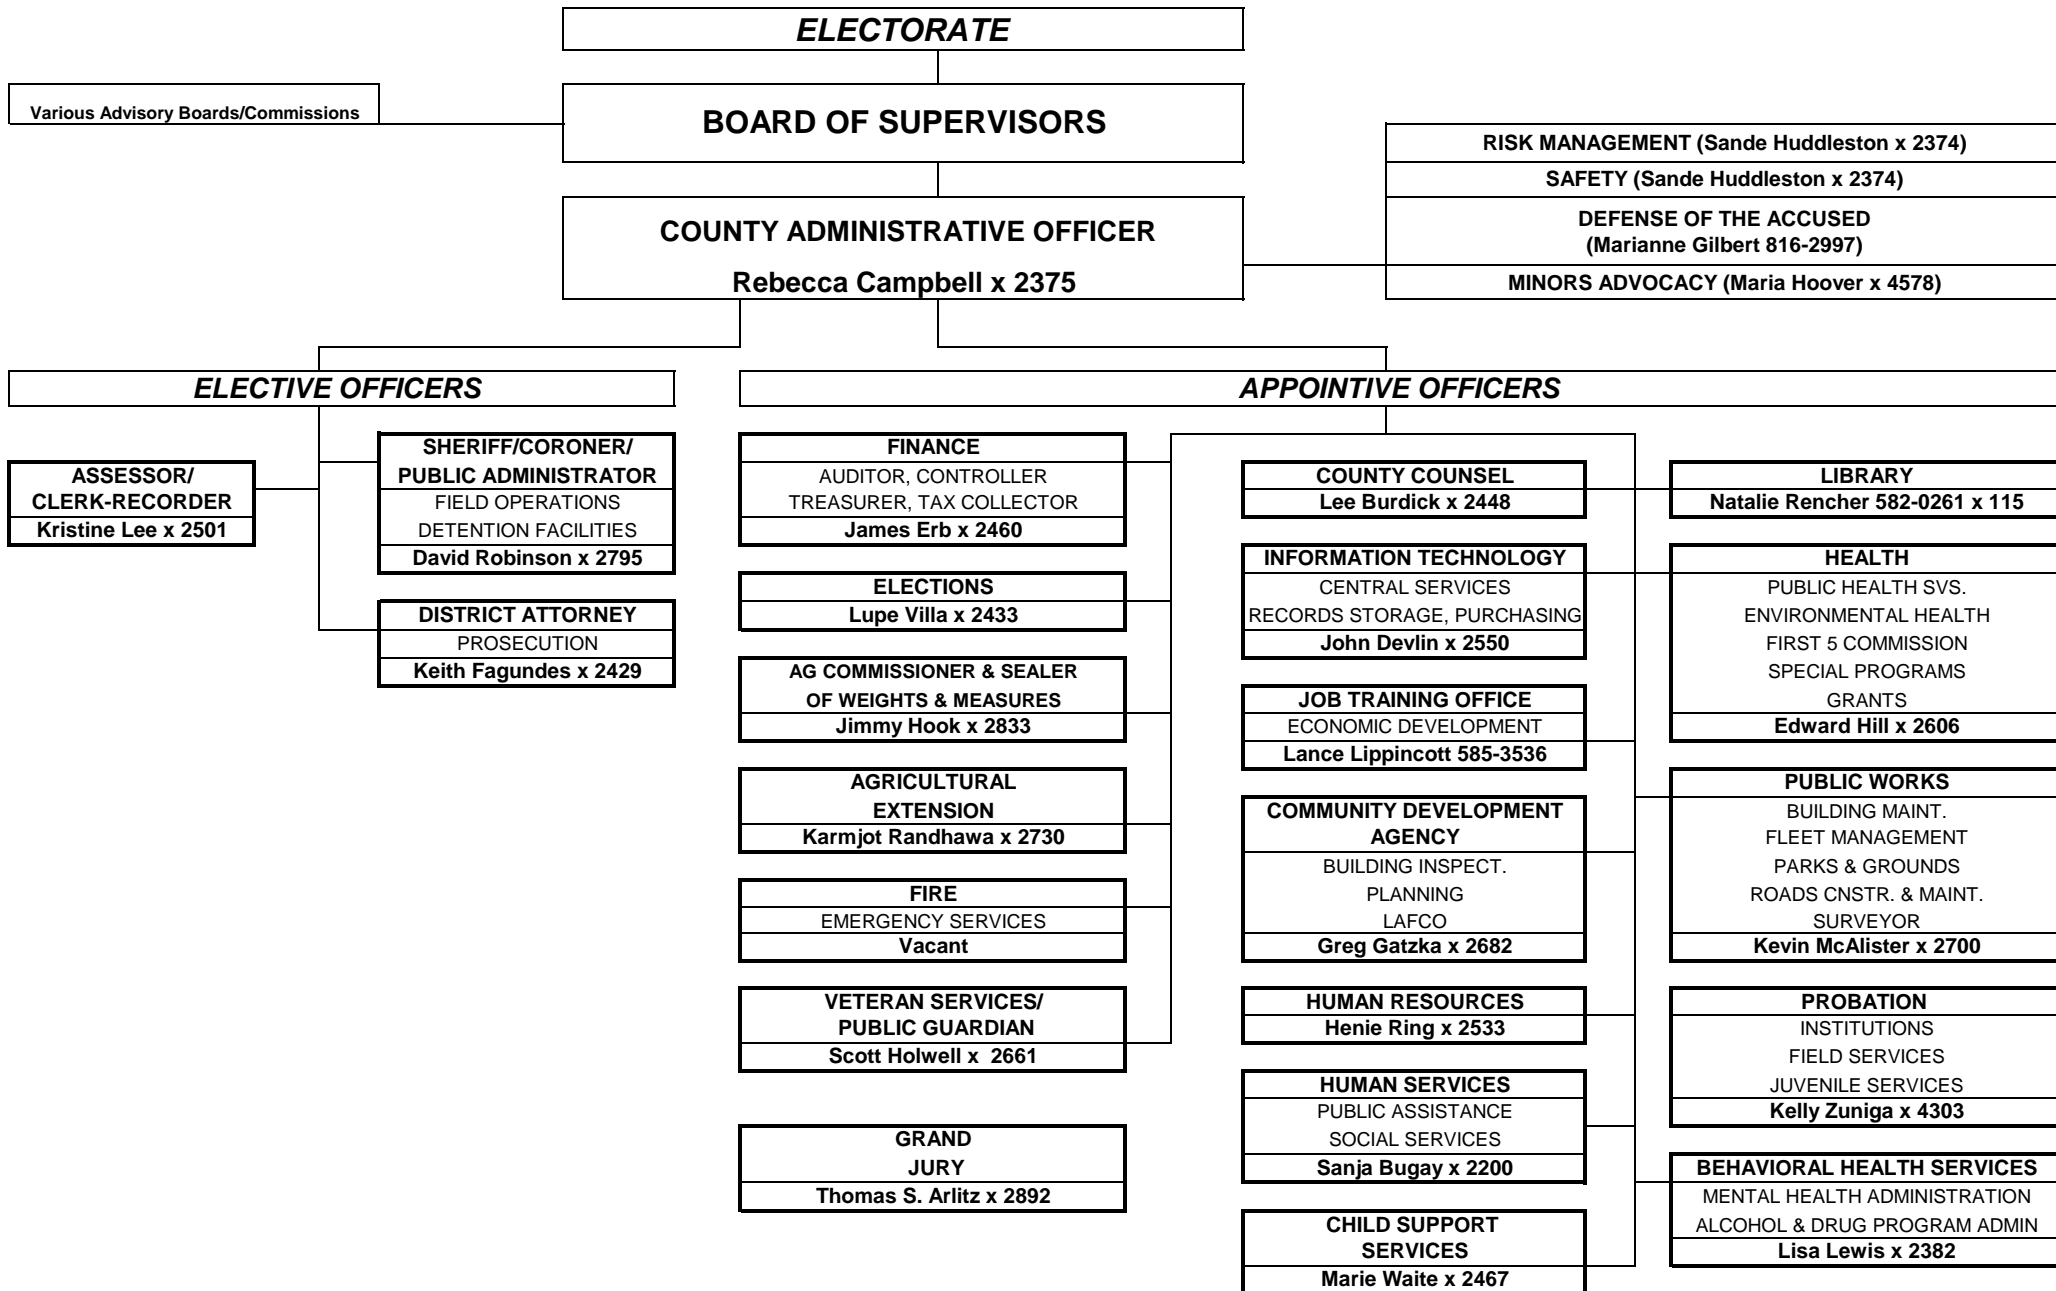 ELECTORATE
Various Advisory Boards/Commissions
BOARD OF SUPERVISORS
RISK MANAGEMENT (Sande Huddleston x 2374)
SAFETY (Sande Huddleston x 2374)
DEFENSE OF THE ACCUSED
(Marianne Gilbert 816-2997)
MINORS ADVOCACY (Maria Hoover x 4578)
COUNTY ADMINISTRATIVE OFFICER
Rebecca Campbell x 2375
ELECTIVE OFFICERS
ASSESSOR/
CLERK-RECORDER
Kristine Lee x 2501
SHERIFF/CORONER/
PUBLIC ADMINISTRATOR
FIELD OPERATIONS
DETENTION FACILITIES
David Robinson x 2795
DISTRICT ATTORNEY
PROSECUTION
Keith Fagundes x 2429
APPOINTIVE OFFICERS
FINANCE
AUDITOR, CONTROLLER
TREASURER, TAX COLLECTOR
James Erb x 2460
ELECTIONS
Lupe Villa x 2433
AG COMMISSIONER & SEALER
OF WEIGHTS & MEASURES
Jimmy Hook x 2833
AGRICULTURAL
EXTENSION
Karmjot Randhawa x 2730
FIRE
EMERGENCY SERVICES
Vacant
VETERAN SERVICES/
PUBLIC GUARDIAN
Scott Holwell x  2661
GRAND
JURY
Thomas S. Arlitz x 2892
COUNTY COUNSEL
Lee Burdick x 2448
INFORMATION TECHNOLOGY
CENTRAL SERVICES
RECORDS STORAGE, PURCHASING
John Devlin x 2550
JOB TRAINING OFFICE
ECONOMIC DEVELOPMENT
Lance Lippincott 585-3536
COMMUNITY DEVELOPMENT
AGENCY
BUILDING INSPECT.
PLANNING
LAFCO
Greg Gatzka x 2682
HUMAN RESOURCES
Henie Ring x 2533
HUMAN SERVICES
PUBLIC ASSISTANCE
SOCIAL SERVICES
Sanja Bugay x 2200
CHILD SUPPORT
SERVICES
Marie Waite x 2467
LIBRARY
Natalie Rencher 582-0261 x 115
HEALTH
PUBLIC HEALTH SVS.
ENVIRONMENTAL HEALTH
FIRST 5 COMMISSION
SPECIAL PROGRAMS
GRANTS
Edward Hill x 2606
PUBLIC WORKS
BUILDING MAINT.
FLEET MANAGEMENT
PARKS & GROUNDS
ROADS CNSTR. & MAINT.
SURVEYOR
Kevin McAlister x 2700
PROBATION
INSTITUTIONS
FIELD SERVICES
JUVENILE SERVICES
Kelly Zuniga x 4303
BEHAVIORAL HEALTH SERVICES
MENTAL HEALTH ADMINISTRATION
ALCOHOL & DRUG PROGRAM ADMIN
Lisa Lewis x 2382